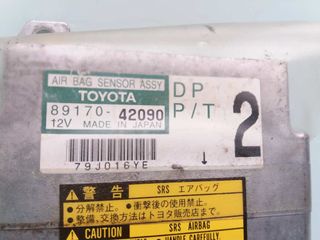 AIR BAG SENSOR ASSY
TOYOTA
89170-42090
12V MADE IN JAPAN
DP
P/T
2
79J016YE
警告 SRS エアバッグ
●分解禁止。●衝撃後の使用禁止。
●整備、交換方法はトヨタ販売店まで。
CAUTION SRS AIRBAG
HANDLE CAREFULLY